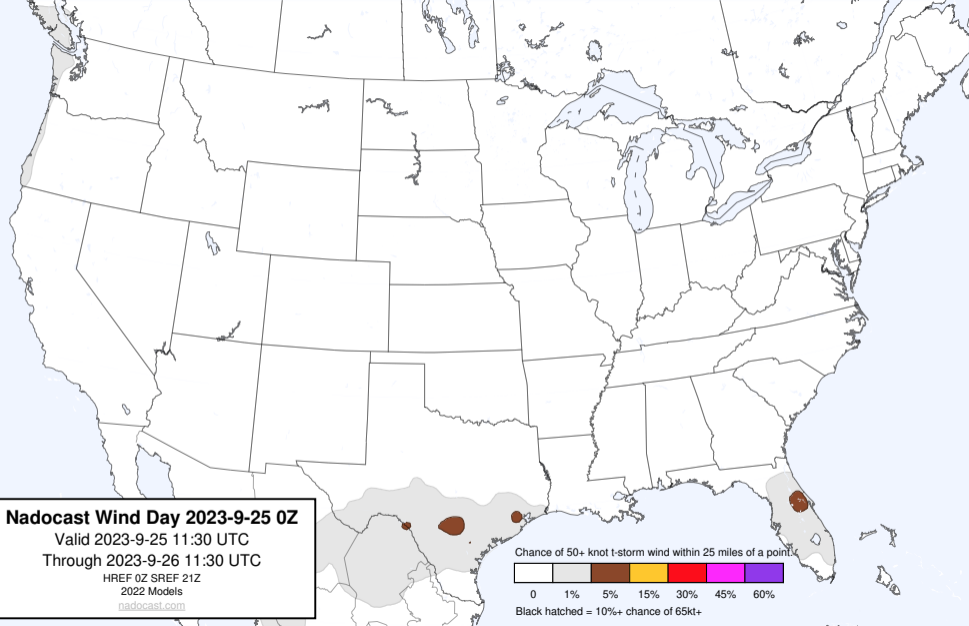 Nadocast Wind Day 2023-9-25 0Z
Valid 2023-9-25 11:30 UTC
Through 2023-9-26 11:30 UTC
HREF 0Z SREF 21Z
2022 Models
nadocast.com
Chance of 50+ knot t-storm wind within 25 miles of a point.
0 1% 5% 15% 30% 45% 60%
Black hatched = 10%+ chance of 65kt+